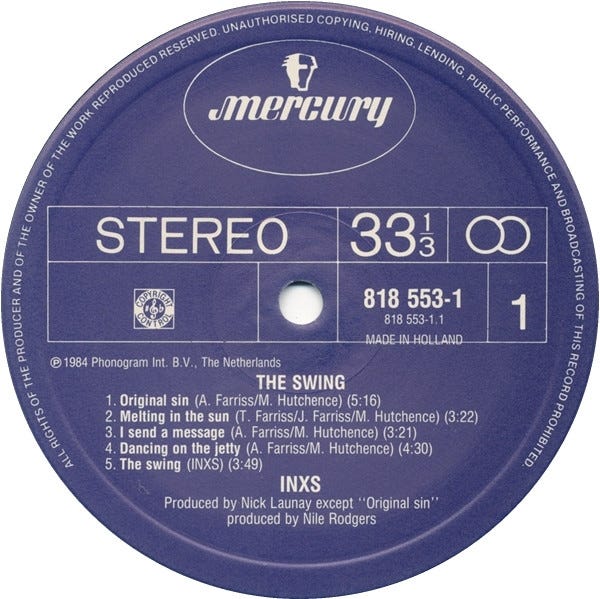 ALL RIGHTS OF THE PRODUCER AND OF THE OWNER OF THE WORK REPRODUCED RESERVED. UNAUTHORISED COPYING, HIRING, LENDING, PUBLIC PERFORMANCE AND BROADCASTING OF THIS RECORD PROHIBITED.
mercury
STEREO 33 1/3
COPYRIGHT CONTROL
818 553-1 1
818 553-1.1
MADE IN HOLLAND
℗ 1984 Phonogram Int. B.V., The Netherlands
THE SWING
1. Original sin (A. Farriss/M. Hutchence) (5:16)
2. Melting in the sun (T. Farriss/J. Farriss/M. Hutchence) (3:22)
3. I send a message (A. Farriss/M. Hutchence) (3:21)
4. Dancing on the jetty (A. Farriss/M. Hutchence) (4:30)
5. The swing (INXS) (3:49)
INXS
Produced by Nick Launay except "Original sin"
produced by Nile Rodgers